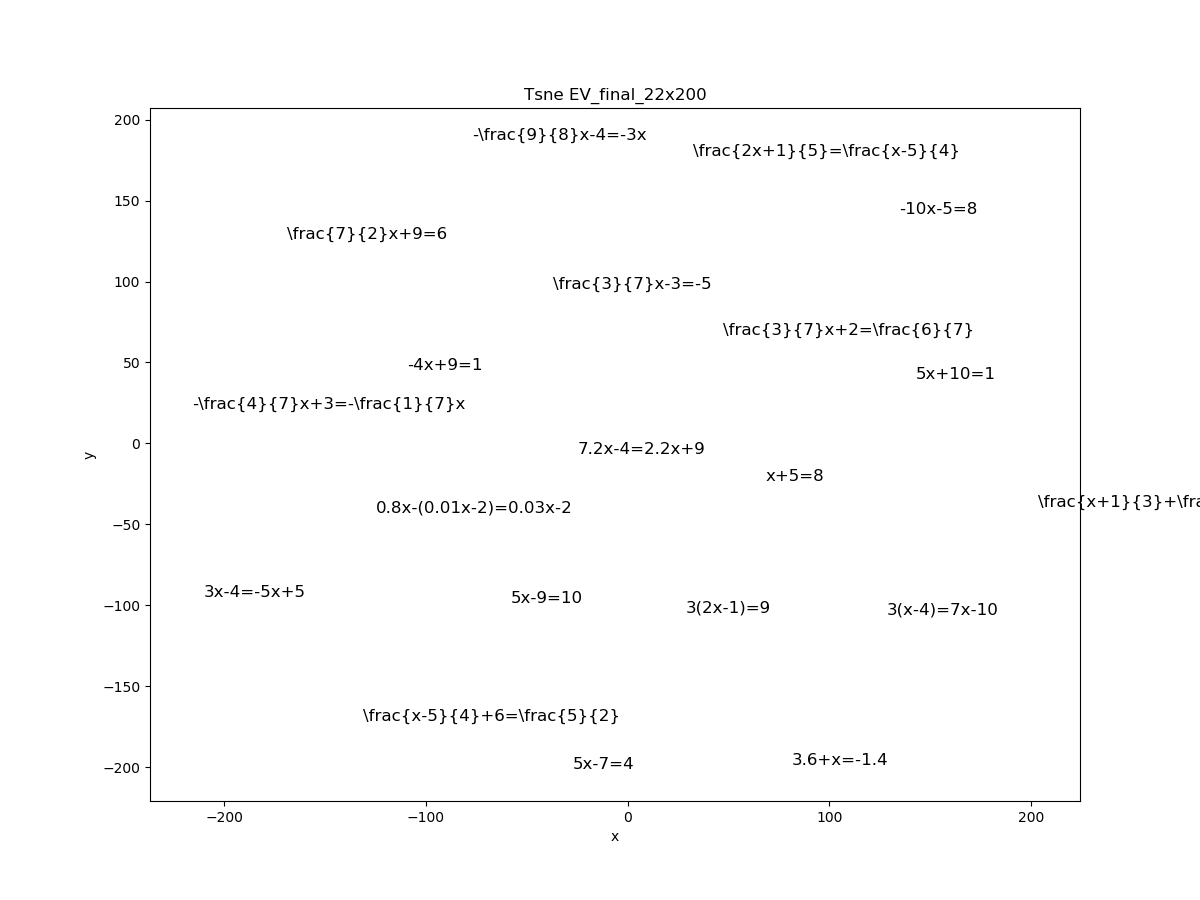 Tsne EV_final_22x200
200
-\frac{9}{8}x-4=-3x
\frac{2x+1}{5}=\frac{x-5}{4}
150
-10x-5=8
\frac{7}{2}x+9=6
100
\frac{3}{7}x-3=-5
\frac{3}{7}x+2=\frac{6}{7}
50
-4x+9=1
5x+10=1
-\frac{4}{7}x+3=-\frac{1}{7}x
0
7.2x-4=2.2x+9
y
x+5=8
0.8x-(0.01x-2)=0.03x-2
\frac{x+1}{3}+\fra
−50
3x-4=-5x+5
5x-9=10
−100
3(2x-1)=9
3(x-4)=7x-10
−150
\frac{x-5}{4}+6=\frac{5}{2}
−200
5x-7=4
3.6+x=-1.4
−200 −100 0 100 200
x